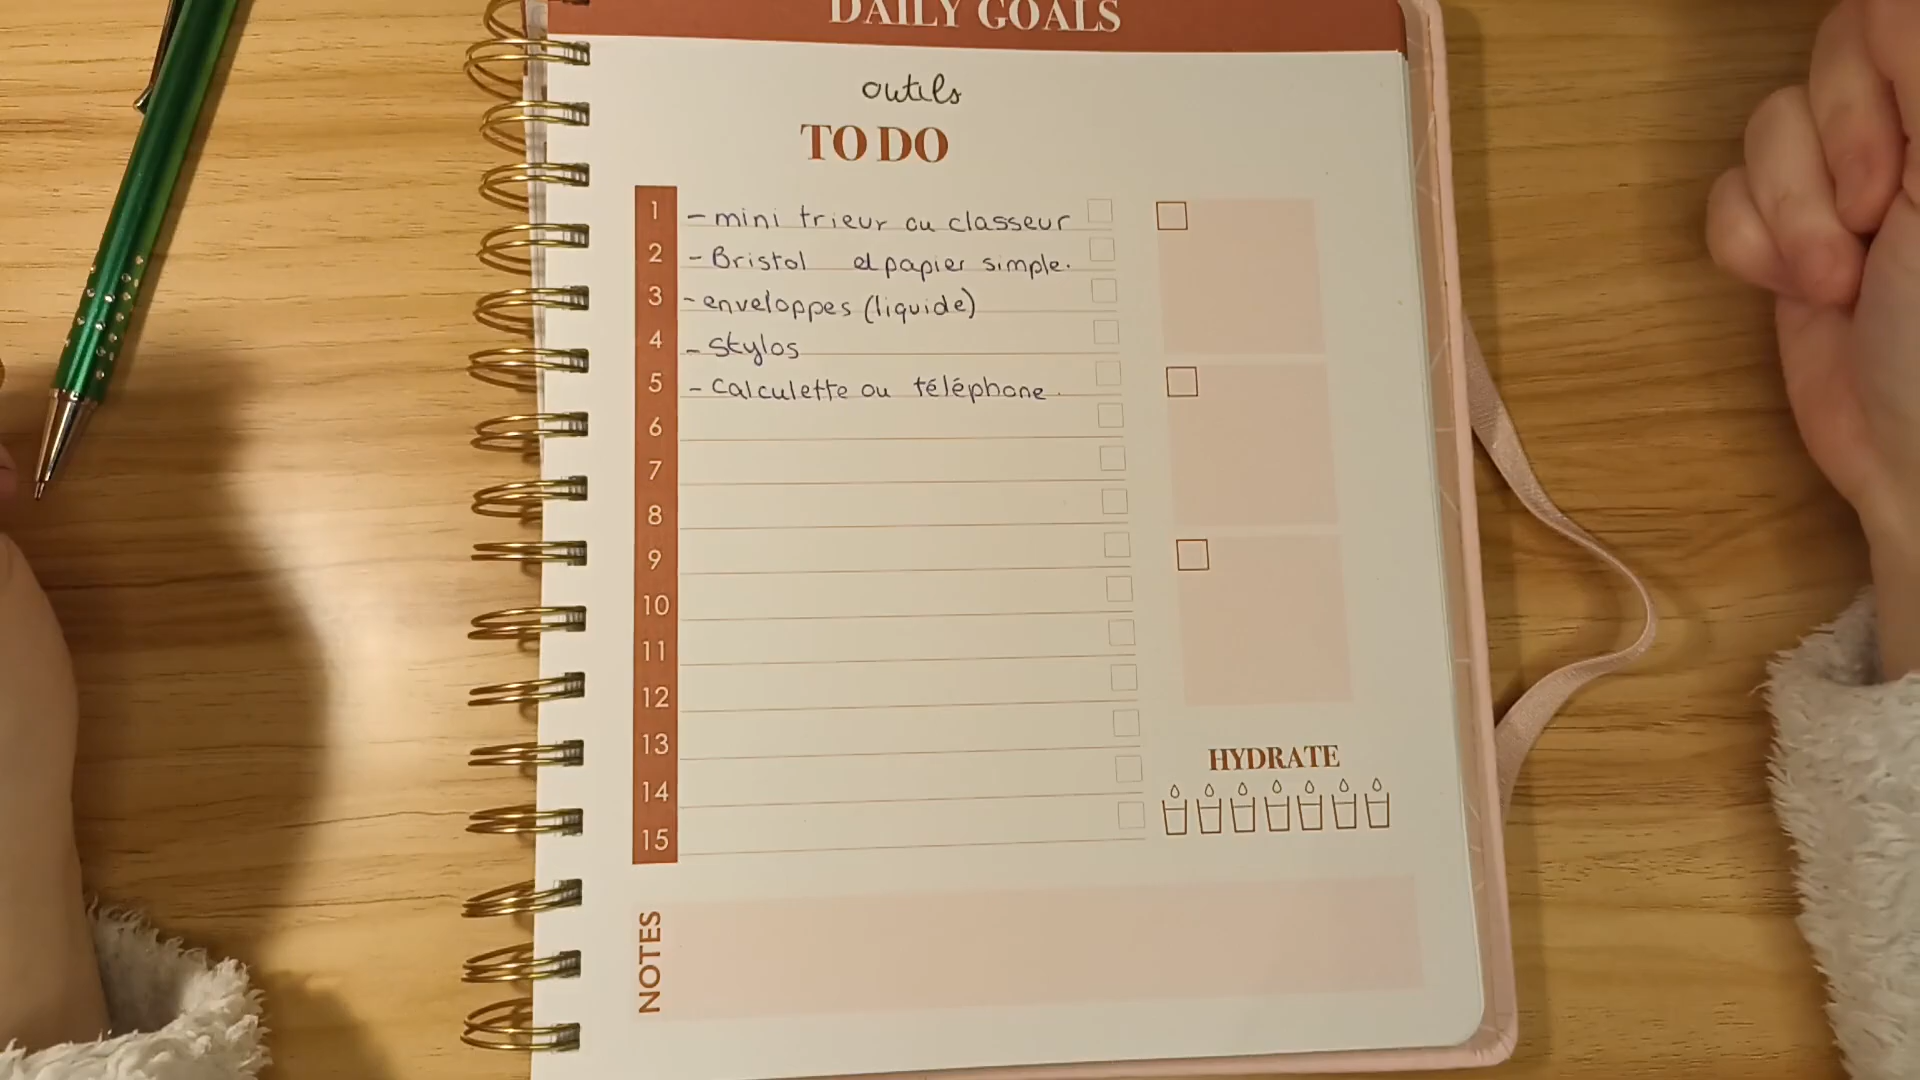 DAILY GOALS
outils
TO DO
1 - mini trieur ou classeur
2 - Bristol et papier simple.
3 - enveloppes (liquide)
4 - Stylos
5 - Calculette ou téléphone.
6
7
8
9
10
11
12
13
14
15
HYDRATE
NOTES